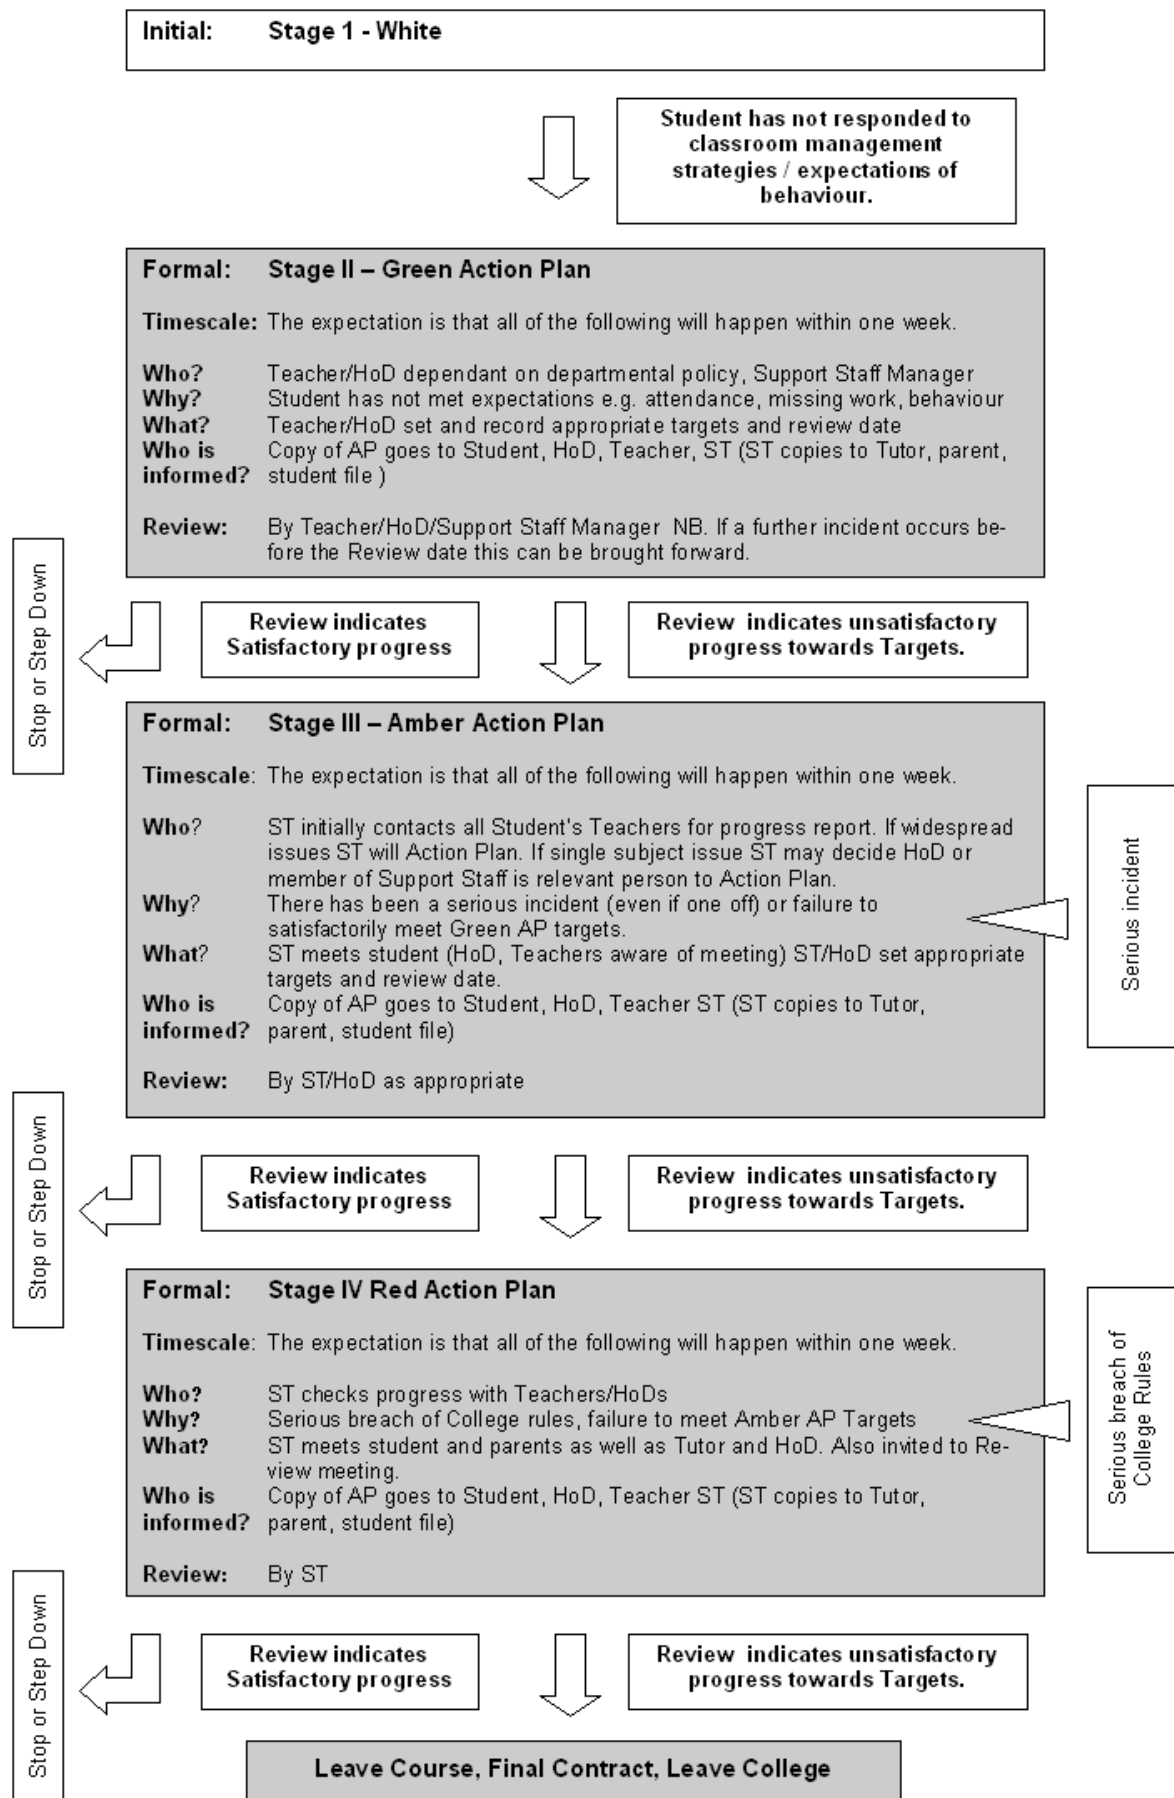 Initial: Stage 1 - White
Student has not responded to
classroom management
strategies / expectations of
behaviour.
Formal: Stage II – Green Action Plan
Timescale: The expectation is that all of the following will happen within one week.
Who? Teacher/HoD dependant on departmental policy, Support Staff Manager
Why? Student has not met expectations e.g. attendance, missing work, behaviour
What? Teacher/HoD set and record appropriate targets and review date
Who is Copy of AP goes to Student, HoD, Teacher, ST (ST copies to Tutor, parent,
informed? student file )
Review: By Teacher/HoD/Support Staff Manager NB. If a further incident occurs be-
fore the Review date this can be brought forward.
Stop or Step Down
Review indicates
Satisfactory progress
Review indicates unsatisfactory
progress towards Targets.
Formal: Stage III – Amber Action Plan
Timescale: The expectation is that all of the following will happen within one week.
Who? ST initially contacts all Student's Teachers for progress report. If widespread
issues ST will Action Plan. If single subject issue ST may decide HoD or
member of Support Staff is relevant person to Action Plan.
Why? There has been a serious incident (even if one off) or failure to
satisfactorily meet Green AP targets.
What? ST meets student (HoD, Teachers aware of meeting) ST/HoD set appropriate
targets and review date.
Who is Copy of AP goes to Student, HoD, Teacher ST (ST copies to Tutor,
informed? parent, student file)
Review: By ST/HoD as appropriate
Serious incident
Stop or Step Down
Review indicates
Satisfactory progress
Review indicates unsatisfactory
progress towards Targets.
Formal: Stage IV Red Action Plan
Timescale: The expectation is that all of the following will happen within one week.
Who? ST checks progress with Teachers/HoDs
Why? Serious breach of College rules, failure to meet Amber AP Targets
What? ST meets student and parents as well as Tutor and HoD. Also invited to Re-
view meeting.
Who is Copy of AP goes to Student, HoD, Teacher ST (ST copies to Tutor,
informed? parent, student file)
Review: By ST
Serious breach of
College Rules
Stop or Step Down
Review indicates
Satisfactory progress
Review indicates unsatisfactory
progress towards Targets.
Leave Course, Final Contract, Leave College